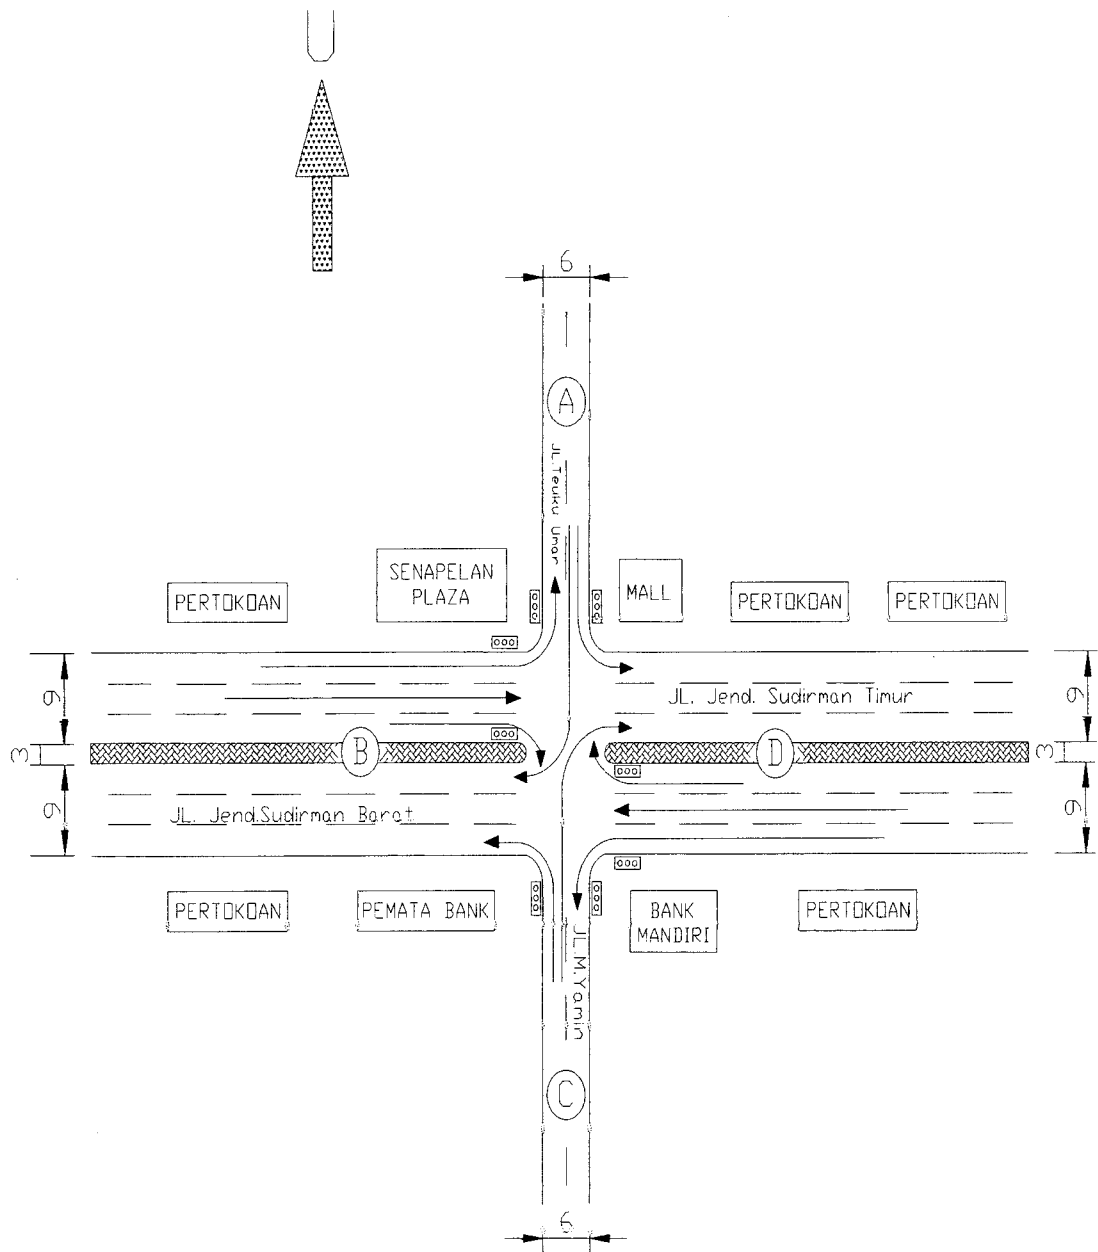 6
A
JL.Teuku Umar
SENAPELAN
PLAZA
MALL
PERTOKOAN
PERTOKOAN
PERTOKOAN
9
JL. Jend. Sudirman Timur
9
3
B
D
3
9
JL. Jend.Sudirman Barat
9
PERTOKOAN
PEMATA BANK
BANK
MANDIRI
PERTOKOAN
JL.M.Yamin
C
6